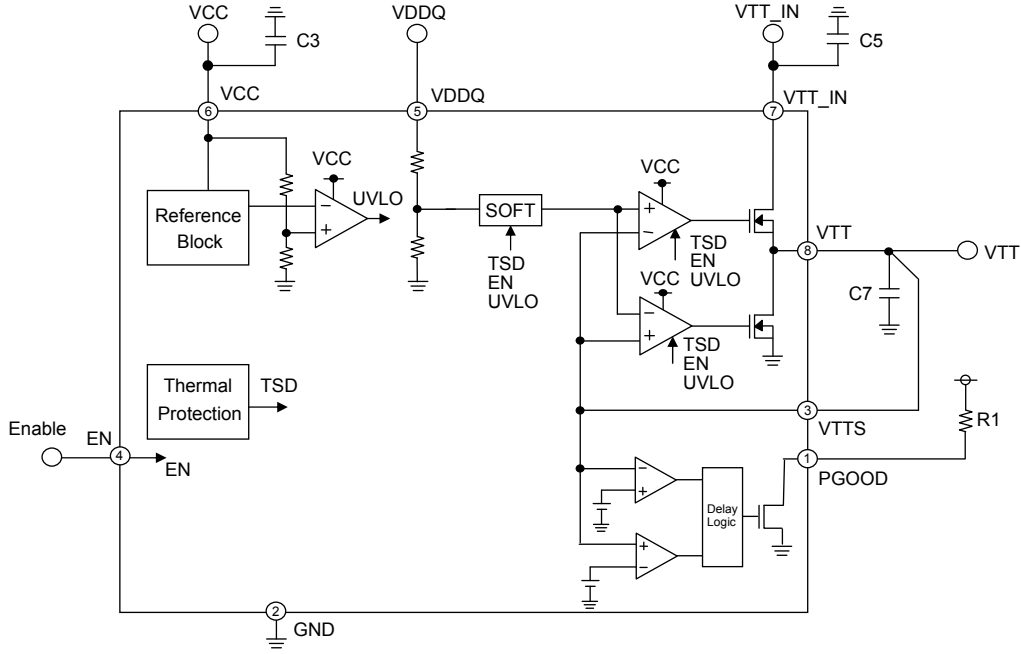 VCC
C3
VDDQ
VTT_IN
C5
6
VCC
5
VDDQ
7
VTT_IN
VCC
UVLO
Reference
Block
−
+
SOFT
TSD
EN
UVLO
VCC
+
−
TSD
EN
UVLO
VCC
−
+
TSD
EN
UVLO
8
VTT
VTT
C7
Thermal
Protection
TSD
3
VTTS
R1
Enable
EN
4
EN
1
PGOOD
−
+
Delay
Logic
+
−
2
GND